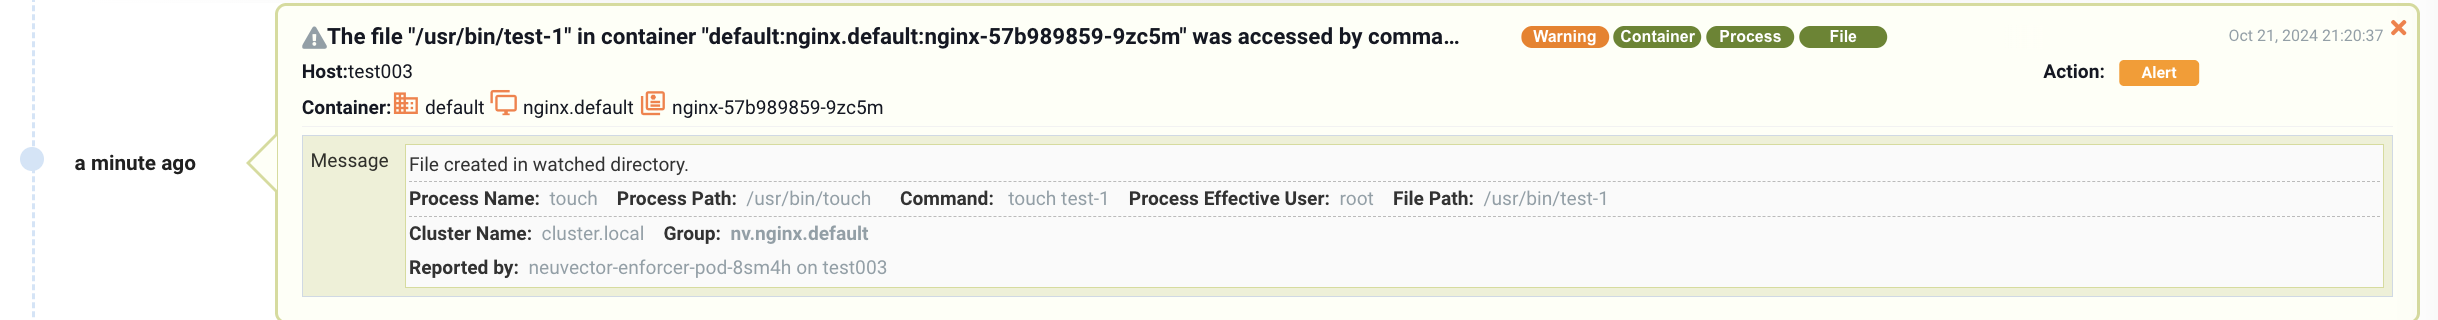 The file "/usr/bin/test-1" in container "default:nginx.default:nginx-57b989859-9zc5m" was accessed by comma... Warning Container Process File Oct 21, 2024 21:20:37
Host:test003 Action: Alert
Container: default nginx.default nginx-57b989859-9zc5m
a minute ago
Message
File created in watched directory.
Process Name: touch Process Path: /usr/bin/touch Command: touch test-1 Process Effective User: root File Path: /usr/bin/test-1
Cluster Name: cluster.local Group: nv.nginx.default
Reported by: neuvector-enforcer-pod-8sm4h on test003